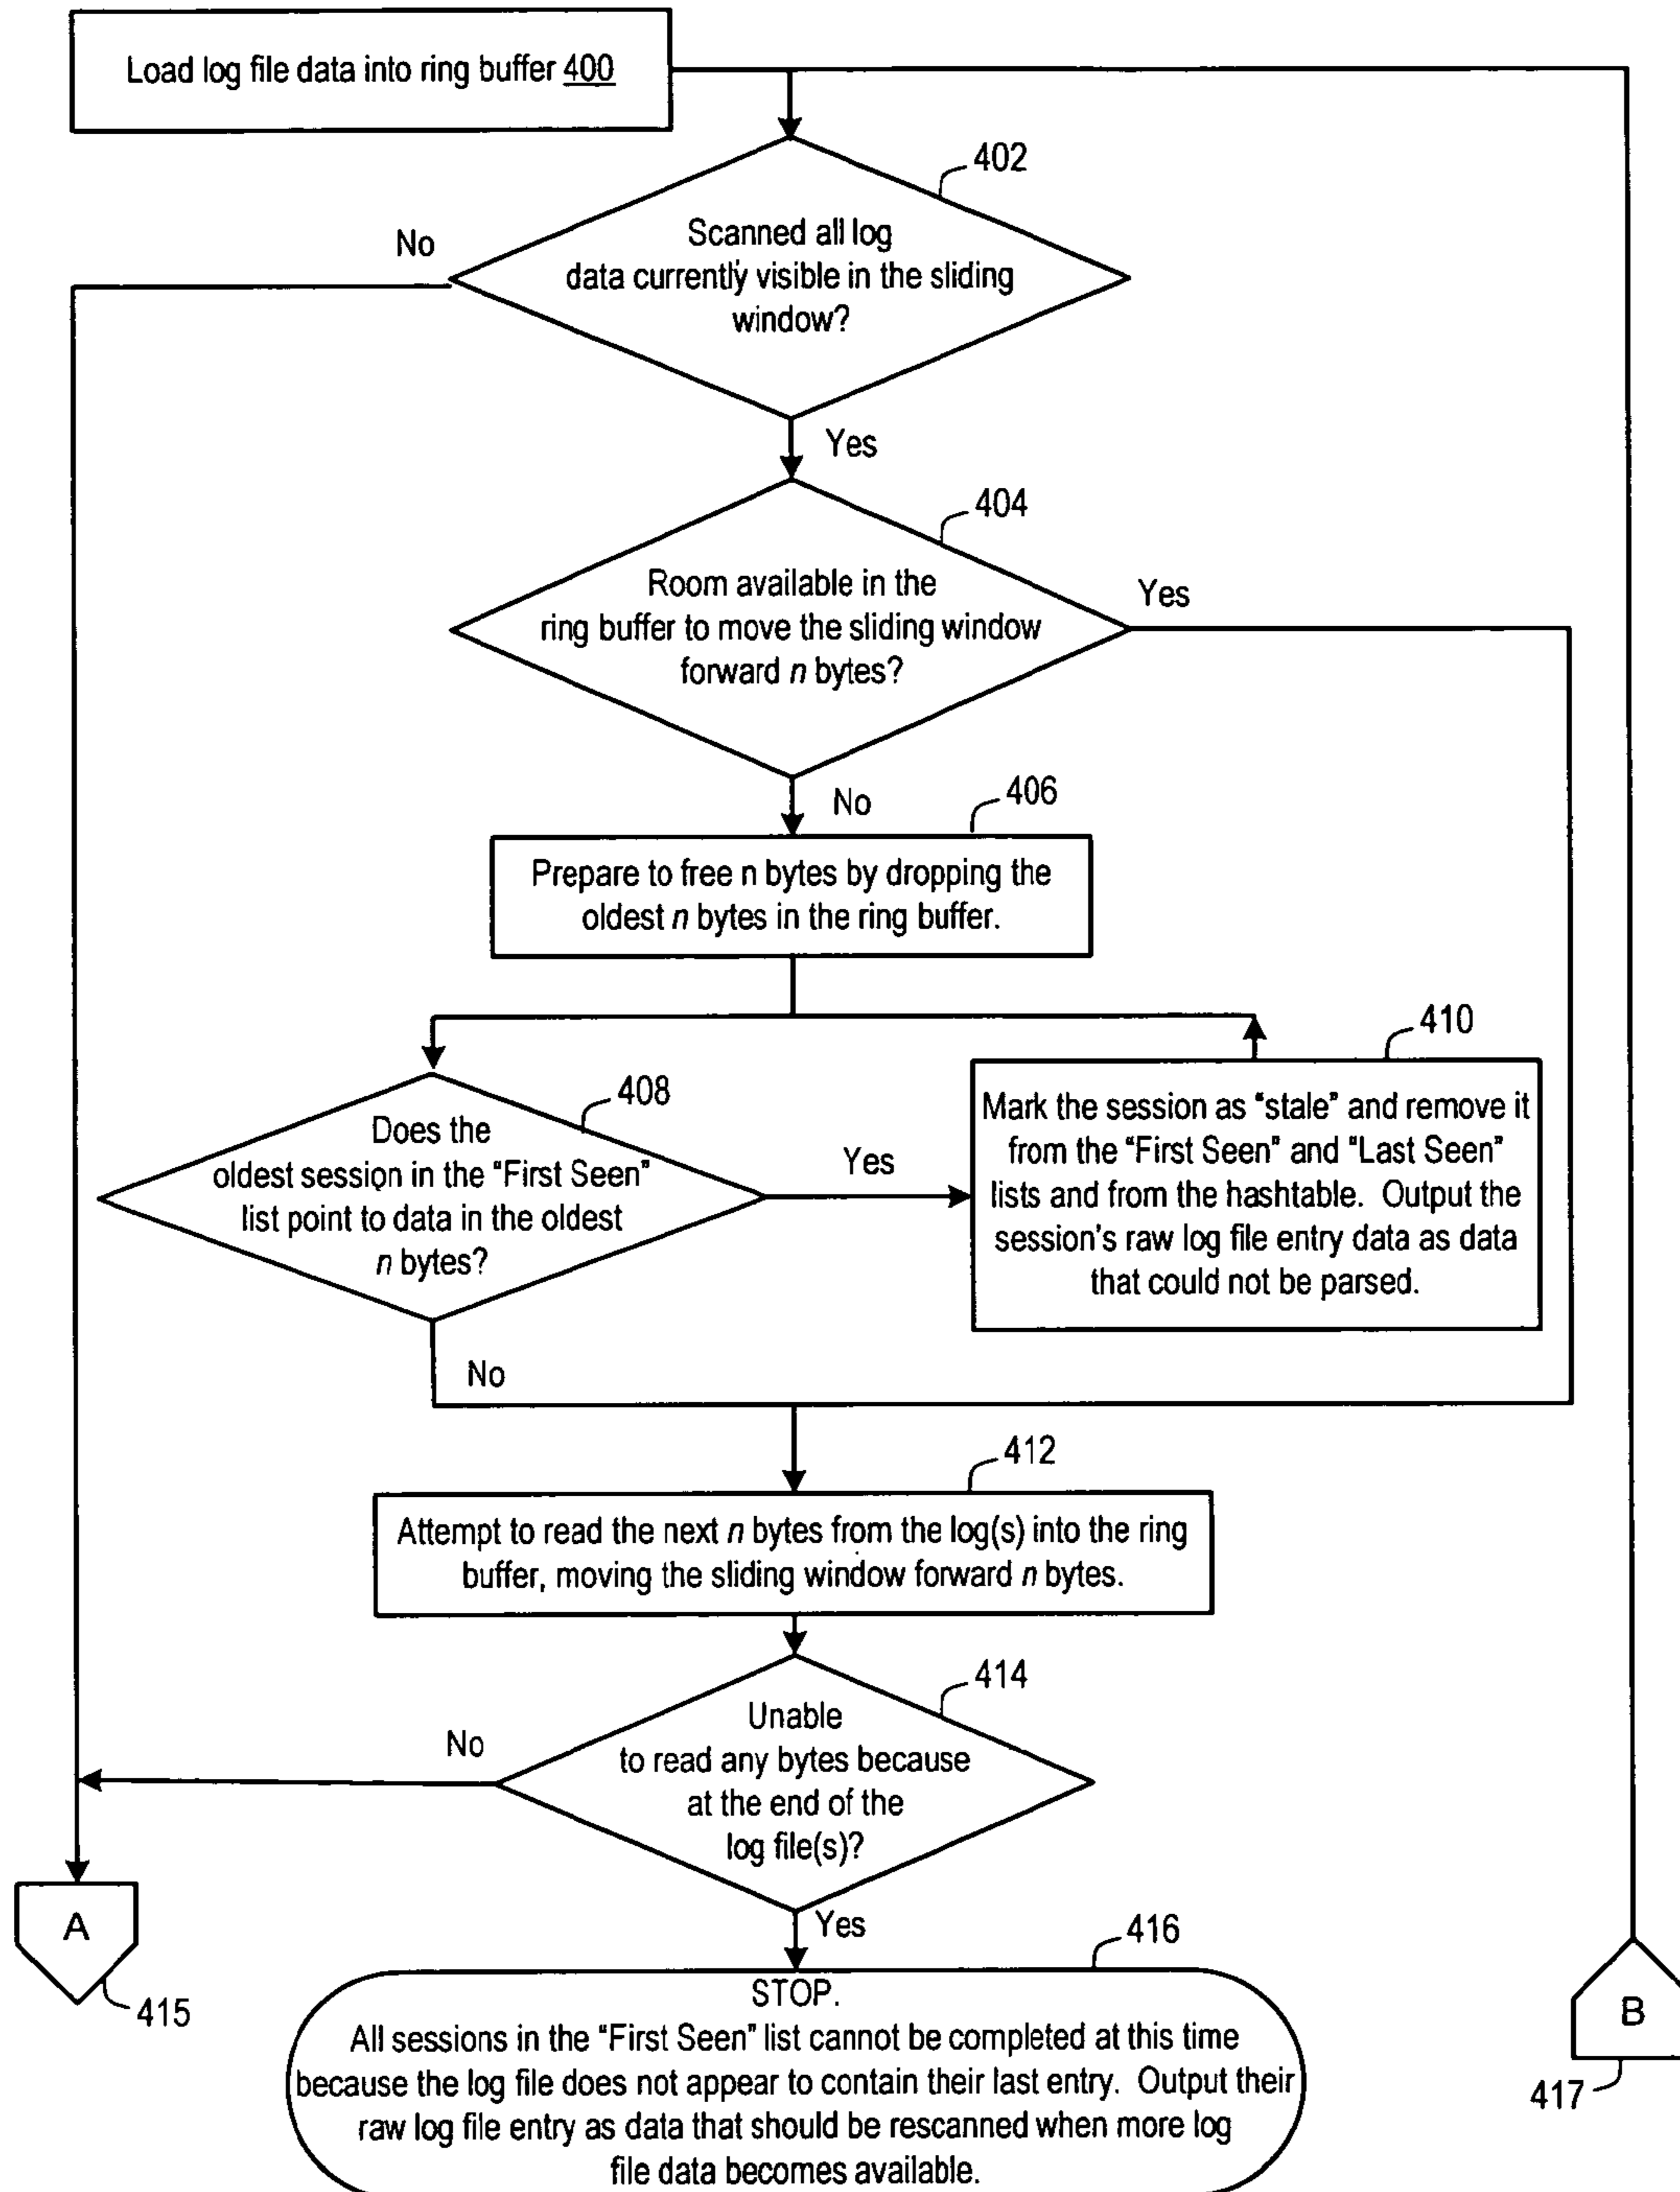 Load log file data into ring buffer 400
402
No
Scanned all log
data currently visible in the sliding
window?
Yes
404
Room available in the
ring buffer to move the sliding window
forward n bytes?
Yes
No
406
Prepare to free n bytes by dropping the
oldest n bytes in the ring buffer.
410
408
Does the
oldest session in the "First Seen"
list point to data in the oldest
n bytes?
Yes
Mark the session as "stale" and remove it
from the "First Seen" and "Last Seen"
lists and from the hashtable. Output the
session's raw log file entry data as data
that could not be parsed.
No
412
Attempt to read the next n bytes from the log(s) into the ring
buffer, moving the sliding window forward n bytes.
414
No
Unable
to read any bytes because
at the end of the
log file(s)?
Yes
A
415
416
STOP.
All sessions in the "First Seen" list cannot be completed at this time
because the log file does not appear to contain their last entry. Output their
raw log file entry as data that should be rescanned when more log
file data becomes available.
B
417